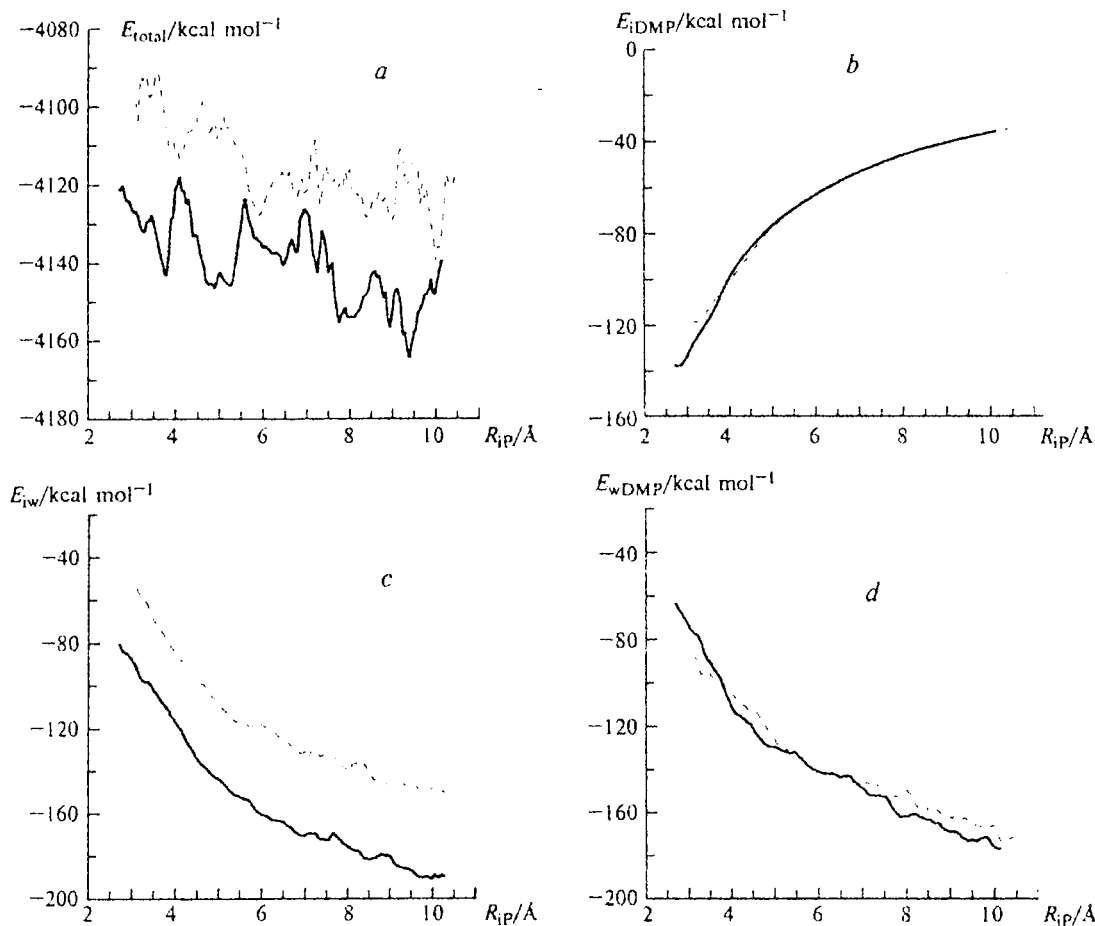 E_total/kcal mol⁻¹
a
−4080
−4100
−4120
−4140
−4160
−4180
2 4 6 8 10 R_iP/Å
E_iDMP/kcal mol⁻¹
b
0
−40
−80
−120
−160
2 4 6 8 10 R_iP/Å
E_iw/kcal mol⁻¹
c
−40
−80
−120
−160
−200
2 4 6 8 10 R_iP/Å
E_wDMP/kcal mol⁻¹
d
−40
−80
−120
−160
−200
2 4 6 8 10 R_iP/Å